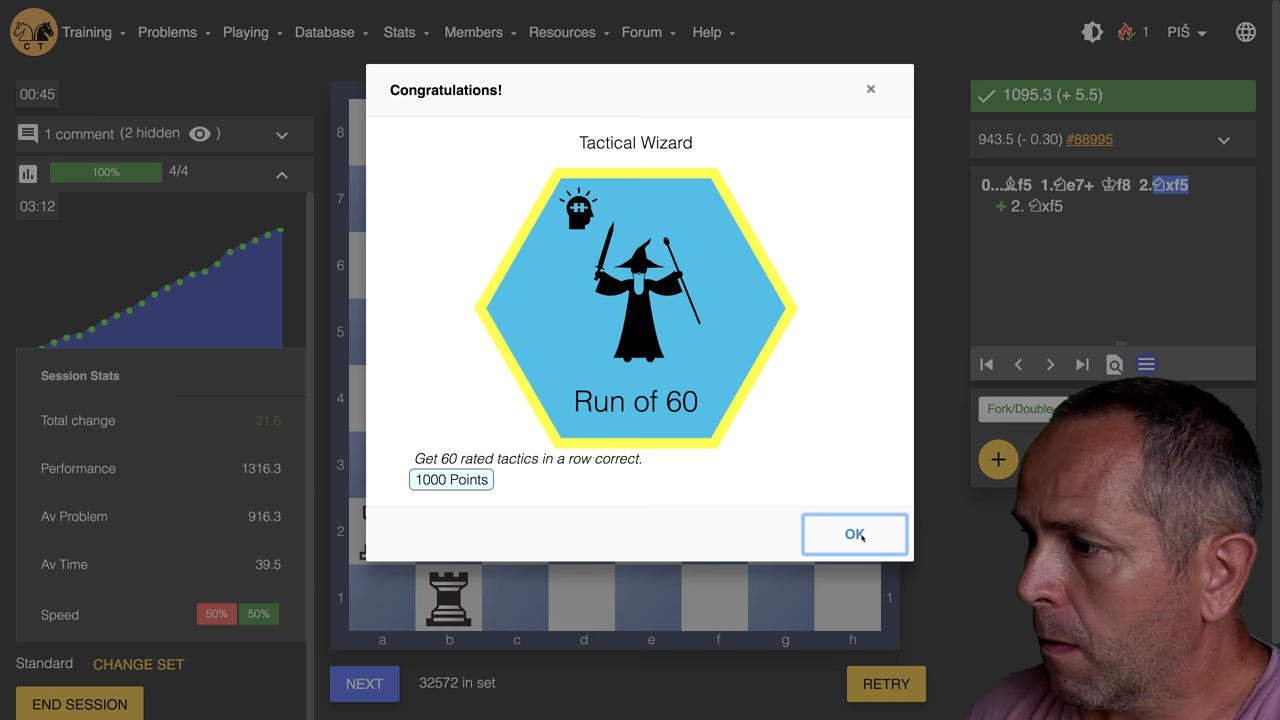 CT
Training
Problems
Playing
Database
Stats
Members
Resources
Forum
Help
1
PIŠ
00:45
1 comment (2 hidden )
100%
4/4
03:12
Session Stats
Total change 21.6
Performance 1316.3
Av Problem 916.3
Av Time 39.5
Speed 50% 50%
Standard CHANGE SET
END SESSION
Congratulations!
×
Tactical Wizard
Run of 60
Get 60 rated tactics in a row correct.
1000 Points
OK
8
7
6
5
4
3
2
1
1
a b c d e f g h
NEXT
32572 in set
RETRY
1095.3 (+ 5.5)
943.5 (- 0.30) #88995
0...♗f5 1.♘e7+ ♔f8 2.♘xf5
+ 2. ♘xf5
Fork/Double
+